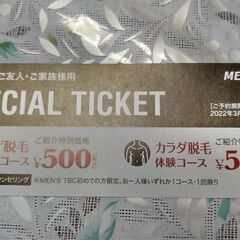 ご友人・ご家族様用
CIAL TICKET
ME
[ご予約期
2022年3月
脱毛
コース
ご紹介特別価格
¥500
カラダ脱毛
体験コース
ご紹介
¥5
ンセリング
※MEN'S TBC初めての方限定、お一人様いずれか1コース・1回限り